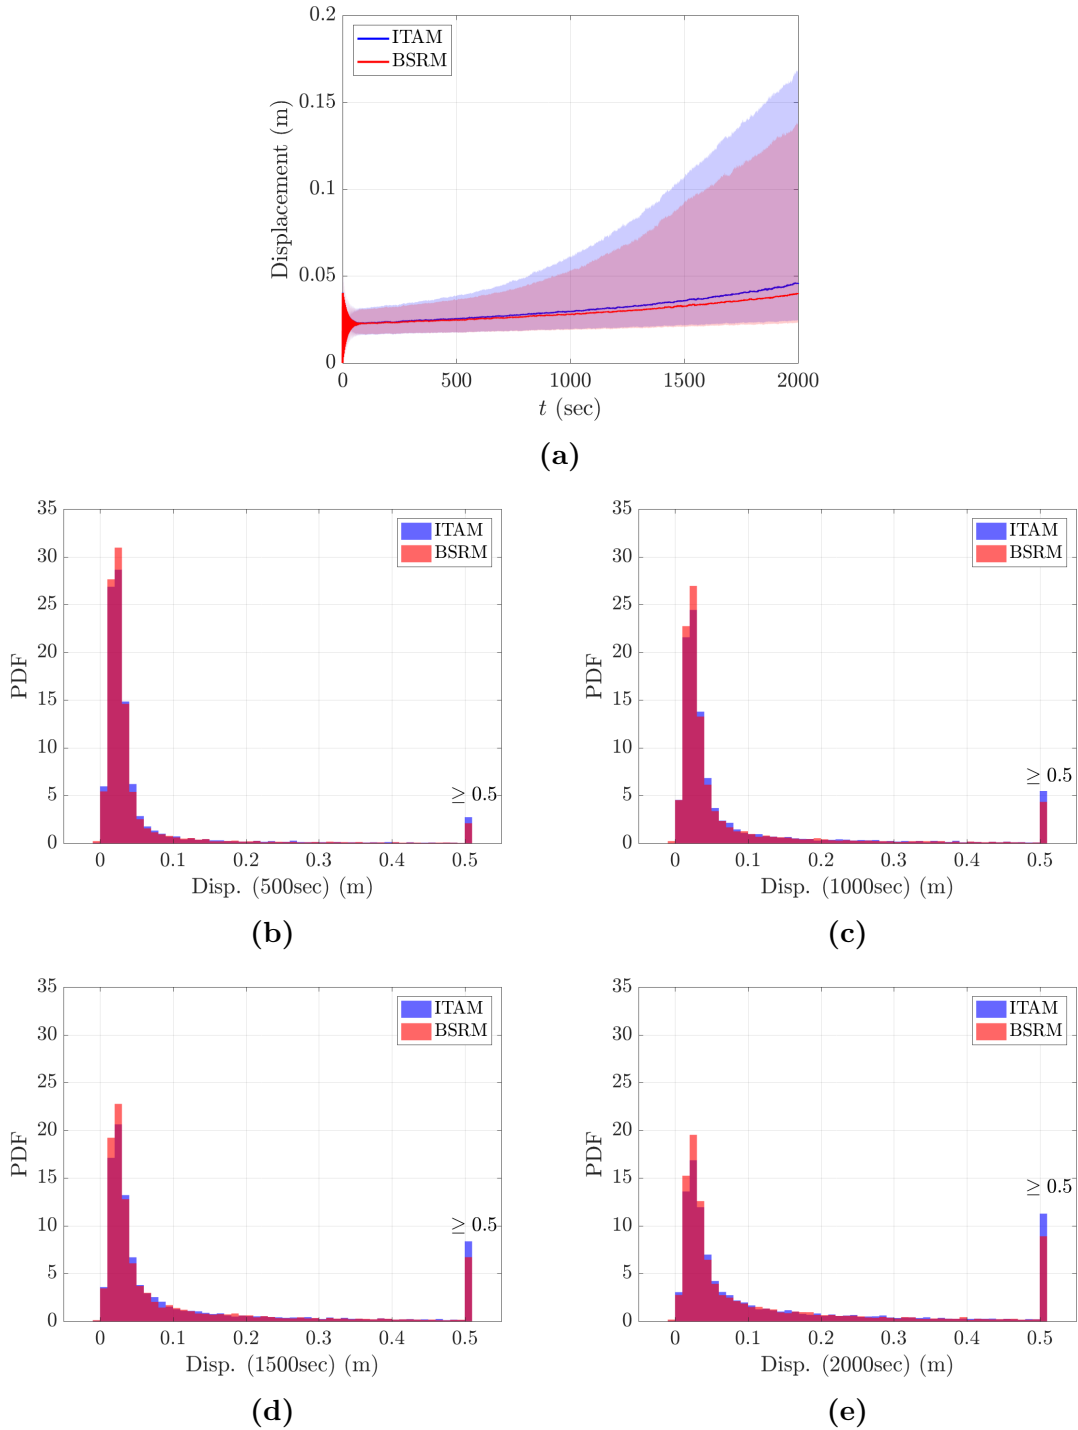 0.2
0.15
0.1
0.05
0
Displacement (m)
ITAM
BSRM
0 500 1000 1500 2000
t (sec)
(a)
35
30
25
20
15
10
5
0
PDF
ITAM
BSRM
≥ 0.5
0 0.1 0.2 0.3 0.4 0.5
Disp. (500sec) (m)
(b)
35
30
25
20
15
10
5
0
PDF
ITAM
BSRM
≥ 0.5
0 0.1 0.2 0.3 0.4 0.5
Disp. (1000sec) (m)
(c)
35
30
25
20
15
10
5
0
PDF
ITAM
BSRM
≥ 0.5
0 0.1 0.2 0.3 0.4 0.5
Disp. (1500sec) (m)
(d)
35
30
25
20
15
10
5
0
PDF
ITAM
BSRM
≥ 0.5
0 0.1 0.2 0.3 0.4 0.5
Disp. (2000sec) (m)
(e)